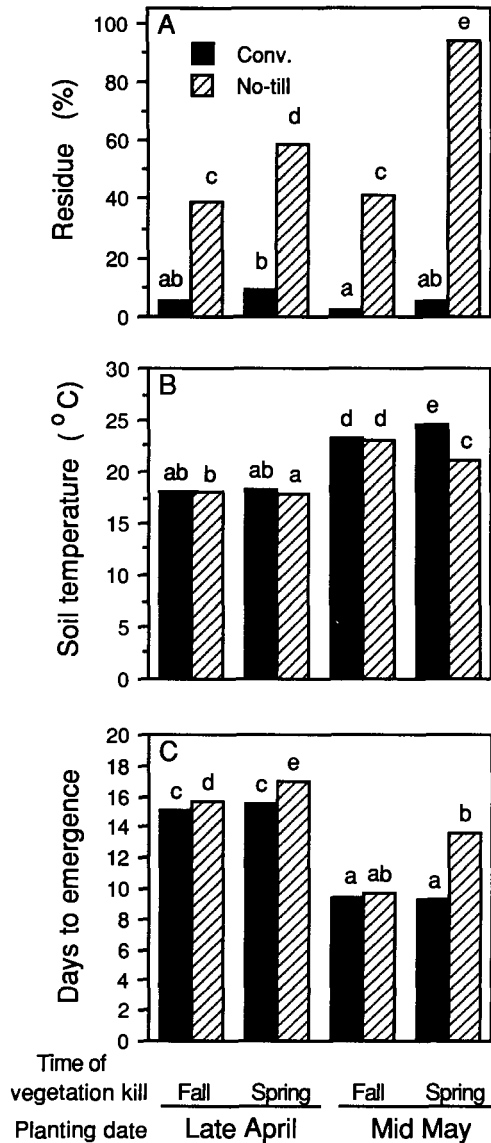 A
Conv.
No-till
Residue (%)
100
80
60
40
20
0
ab
c
b
d
a
c
ab
e
B
Soil temperature (°C)
30
25
20
15
10
5
0
ab
b
ab
a
d
d
e
c
C
Days to emergence
20
18
16
14
12
10
8
6
4
2
0
c
d
c
e
a
ab
a
b
Time of
vegetation kill Fall Spring Fall Spring
Planting date Late April Mid May